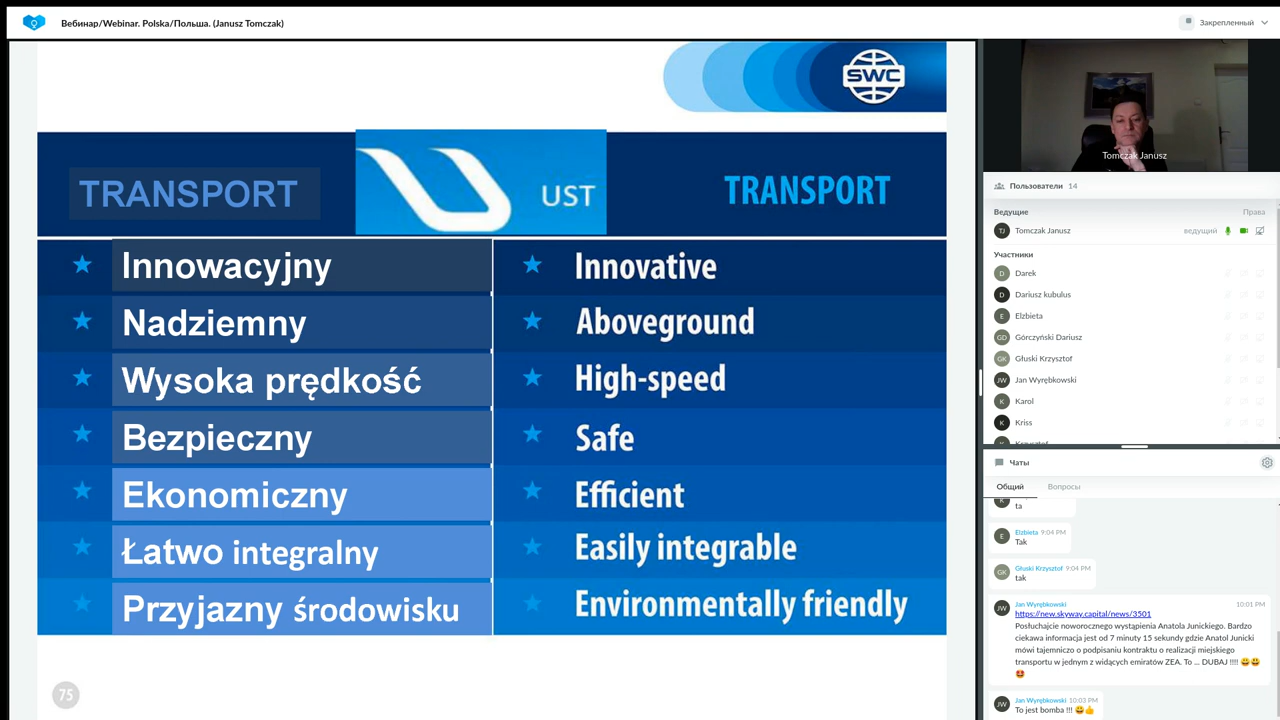 Вебинар/Webinar. Polska/Польша. (Janusz Tomczak)
Закрепленный
SWC
TRANSPORT
UST
TRANSPORT
Innowacyjny
Innovative
Nadziemny
Aboveground
Wysoka prędkość
High-speed
Bezpieczny
Safe
Ekonomiczny
Efficient
Łatwo integralny
Easily integrable
Przyjazny środowisku
Environmentally friendly
75
Tomczak Janusz
Пользователи 14
Ведущие Права
TJ Tomczak Janusz ведущий
Участники
D Darek
D Dariusz kubulus
E Elzbieta
GD Górczyński Dariusz
GK Głuski Krzysztof
JW Jan Wyrębkowski
K Karol
K Kriss
Чаты
Общий Вопросы
ta
Elzbieta 9:04 PM
E Tak
Głuski Krzysztof 9:04 PM
GK tak
Jan Wyrębkowski 10:01 PM
JW https://new.skyway.capital/news/3501
Posłuchajcie noworocznego wystąpienia Anatola Junickiego. Bardzo
ciekawa informacja jest od 7 minuty 15 sekundy gdzie Anatol Junicki
mówi tajemniczo o podpisaniu kontraktu o realizacji miejskiego
transportu w jednym z widących emiratów ZEA. To ... DUBAJ !!!! 😀😃
🤩
Jan Wyrębkowski 10:03 PM
JW To jest bomba !!! 😀👍